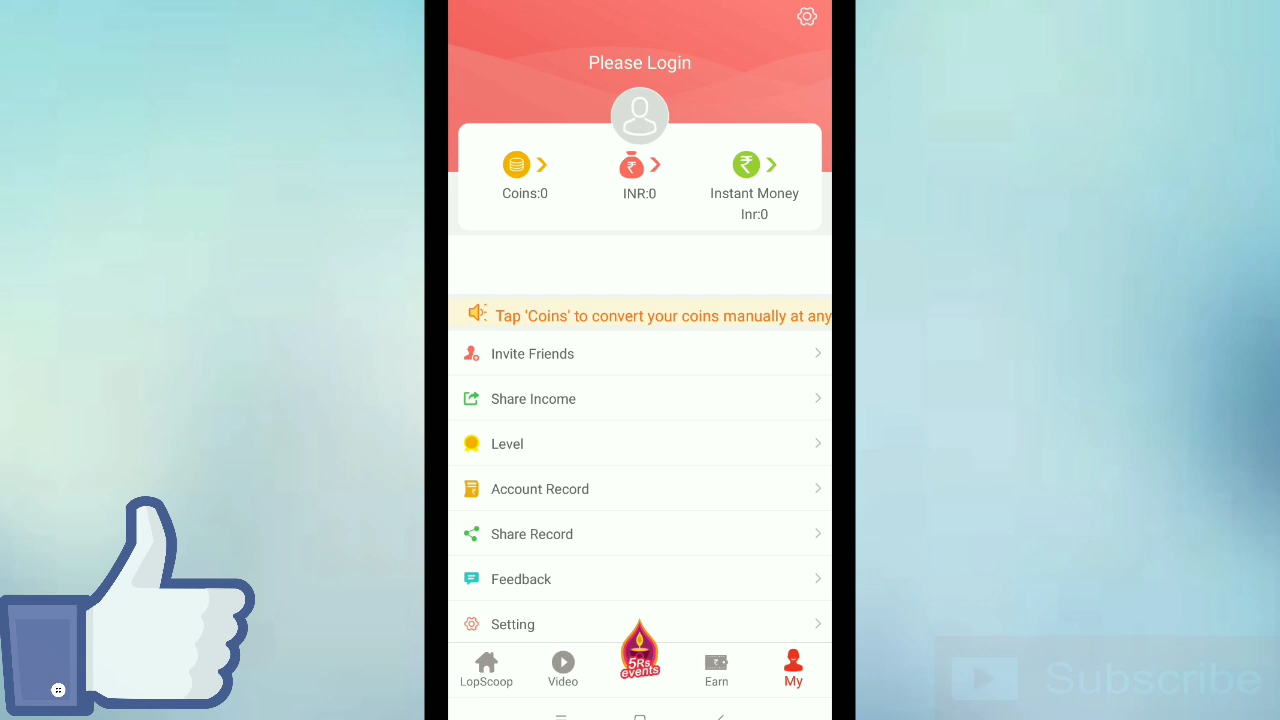 Please Login
Coins:0
INR:0
Instant Money
Inr:0
Tap 'Coins' to convert your coins manually at any
Invite Friends
Share Income
Level
Account Record
Share Record
Feedback
Setting
LopScoop
Video
5Rs
events
Earn
My
Subscribe